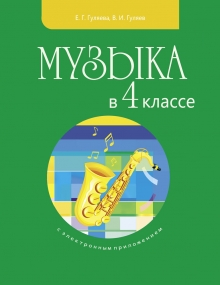 Е. Г. Гуляева, В. И. Гуляев
МУЗЫКА
в 4 классе
с электронным приложением